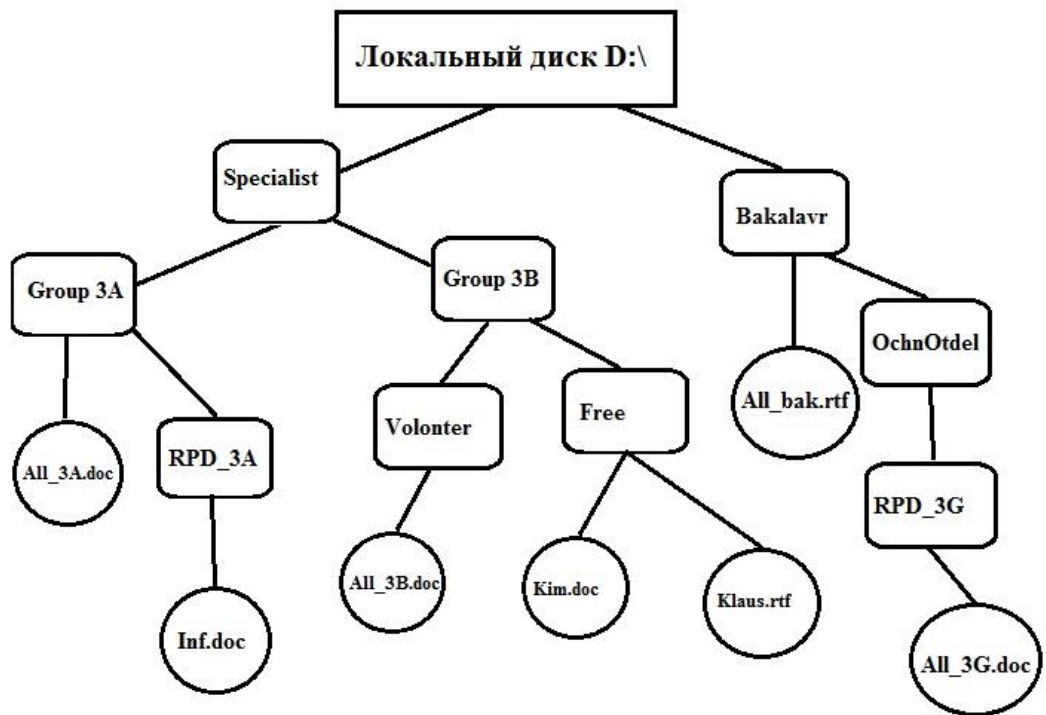 Локальный диск D:\
Specialist
Bakalavr
Group 3A
Group 3B
OchnOtdel
All_bak.rtf
Volonter
Free
RPD_3A
All_3A.doc
RPD_3G
All_3B.doc
Kim.doc
Klaus.rtf
Inf.doc
All_3G.doc